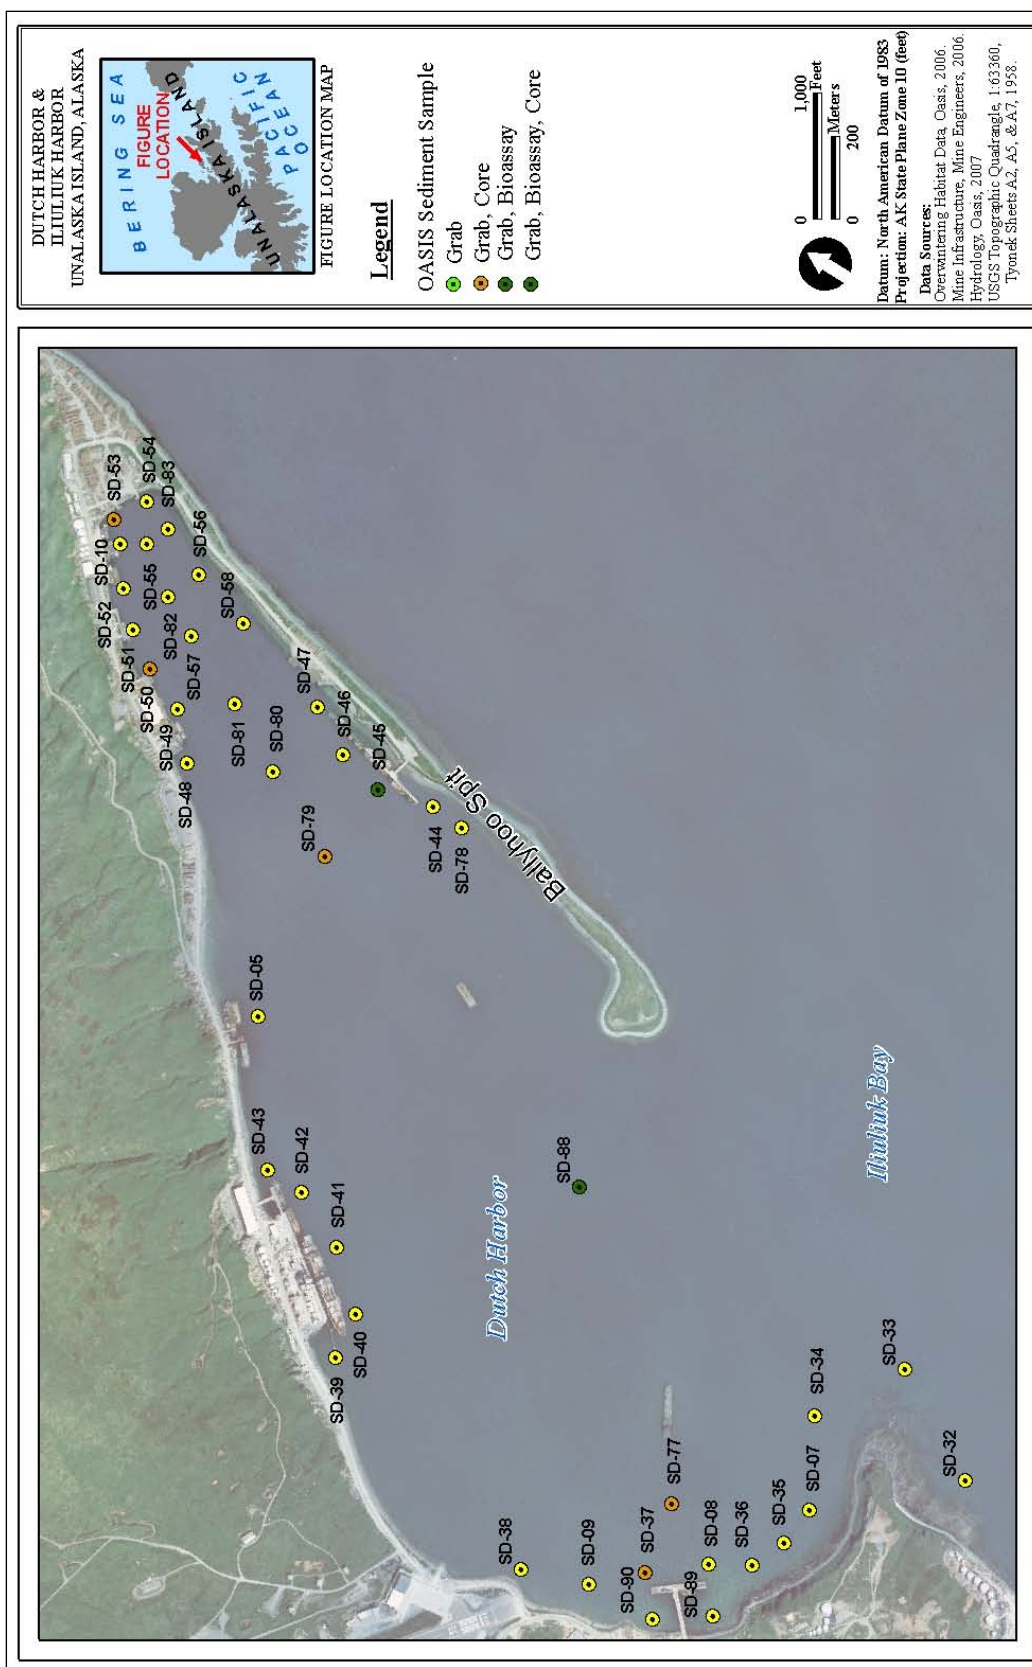 DUTCH HARBOR &
ILIULIUK HARBOR
UNALASKA ISLAND, ALASKA
BERING SEA
FIGURE
LOCATION
UNALASKA ISLAND
PACIFIC
OCEAN
FIGURE LOCATION MAP
Legend
OASIS Sediment Sample
Grab
Grab, Core
Grab, Bioassay
Grab, Bioassay, Core
0 1,000
Feet
Meters
0 200
Datum: North American Datum of 1983
Projection: AK State Plane Zone 10 (feet)
Data Sources:
Overwintering Habitat Data, Oasis, 2006.
Mine Infrastructure, Mine Engineers, 2006.
Hydrology, Oasis, 2007
USGS Topographic Quadrangle, 1:63360,
Tyonek Sheets A2, A5, & A7, 1958.
SD-53
SD-54
SD-10
SD-83
SD-52
SD-55
SD-56
SD-51
SD-82
SD-58
SD-50
SD-57
SD-49
SD-81
SD-47
SD-48
SD-80
SD-46
SD-45
SD-79
SD-44
SD-78
Ballyhoo Spit
SD-05
SD-43
SD-42
SD-41
SD-40
SD-39
SD-88
Dutch Harbor
Iliuliuk Bay
SD-33
SD-34
SD-32
SD-07
SD-77
SD-35
SD-36
SD-08
SD-37
SD-38
SD-09
SD-90
SD-89